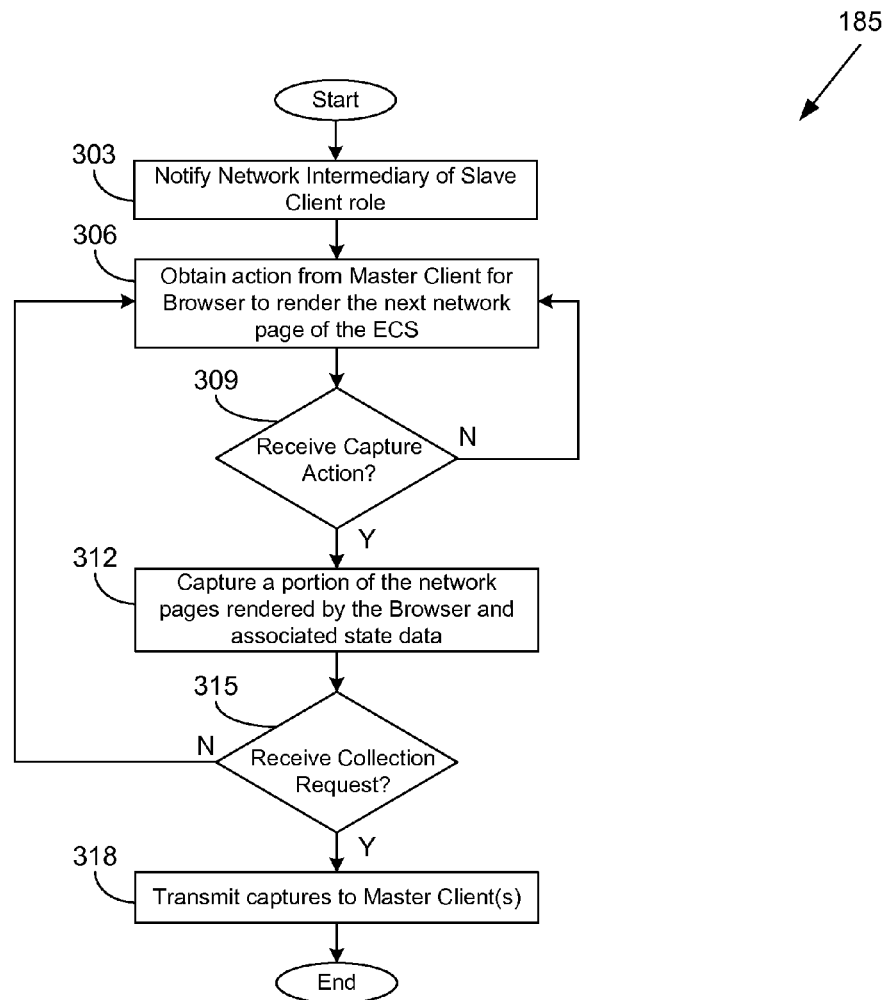 185
Start
303
Notify Network Intermediary of Slave
Client role
306
Obtain action from Master Client for
Browser to render the next network
page of the ECS
309
Receive Capture
Action?
N
Y
312
Capture a portion of the network
pages rendered by the Browser and
associated state data
315
N
Receive Collection
Request?
Y
318
Transmit captures to Master Client(s)
End